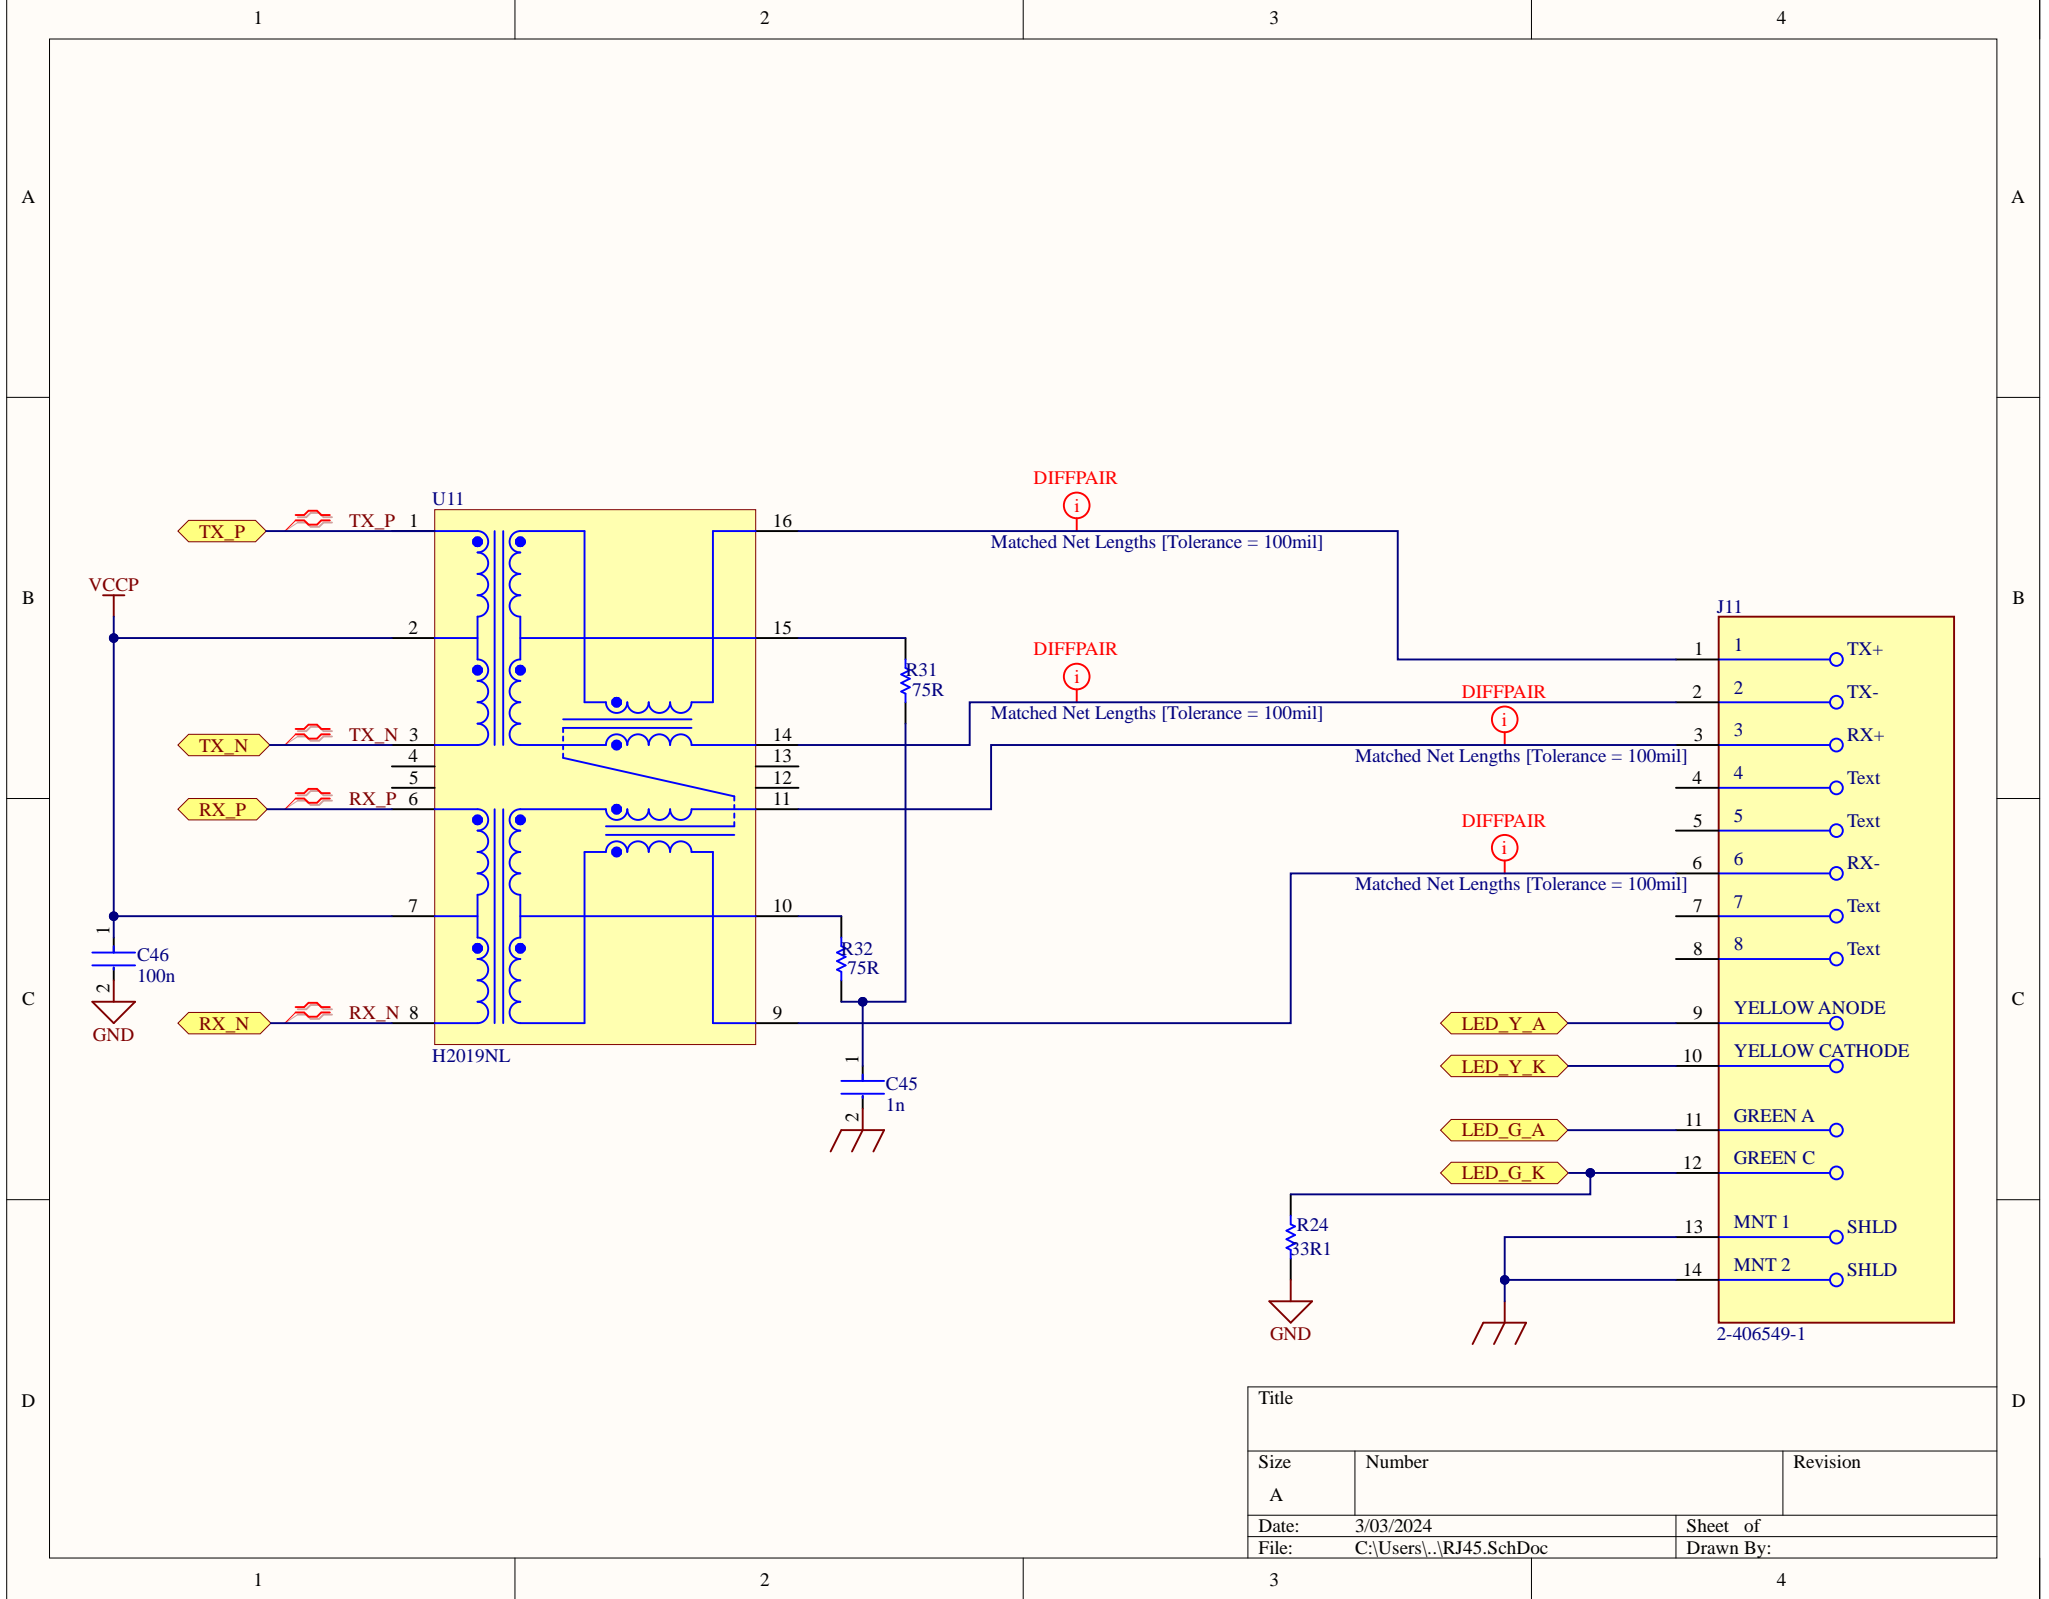 1 2 3 4
A A
DIFFPAIR
U11
TX_P TX_P 1 16
Matched Net Lengths [Tolerance = 100mil]
VCCP
B B
J11
2 15
1 1 TX+
DIFFPAIR
R31
75R
2 2 TX-
DIFFPAIR
Matched Net Lengths [Tolerance = 100mil]
TX_N TX_N 3 14
3 3 RX+
4 13
Matched Net Lengths [Tolerance = 100mil]
5 12
4 4 Text
RX_P RX_P 6 11
5 5 Text
DIFFPAIR
6 6 RX-
Matched Net Lengths [Tolerance = 100mil]
7 10
7 7 Text
1
C46
100n
2
GND
R32
75R
8 8 Text
C C
RX_N RX_N 8 9
H2019NL
LED_Y_A 9 YELLOW ANODE
LED_Y_K 10 YELLOW CATHODE
1
C45
1n
2
LED_G_A 11 GREEN A
LED_G_K 12 GREEN C
R24
33R1
GND
13 MNT 1 SHLD
14 MNT 2 SHLD
2-406549-1
D D
Title
Size Number Revision
A
Date: 3/03/2024 Sheet of
File: C:\Users\..\RJ45.SchDoc Drawn By:
1 2 3 4